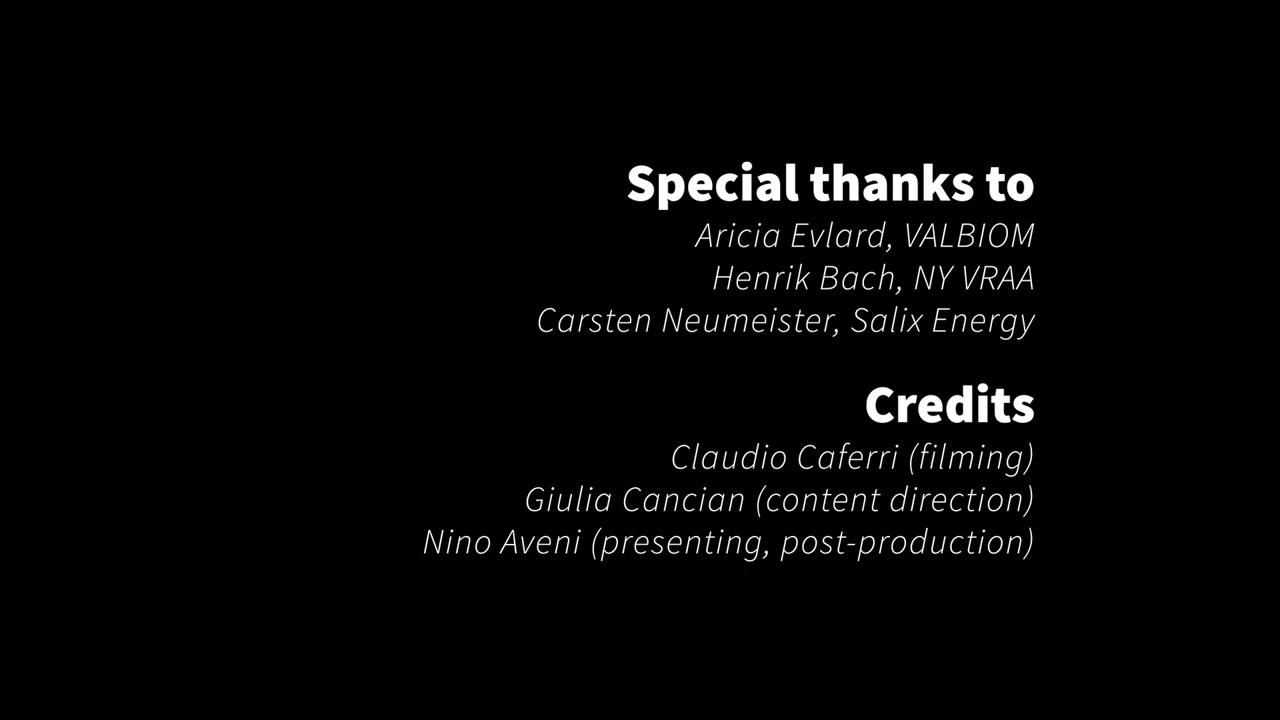 Special thanks to
Aricia Evlard, VALBIOM
Henrik Bach, NY VRAA
Carsten Neumeister, Salix Energy
Credits
Claudio Caferri (filming)
Giulia Cancian (content direction)
Nino Aveni (presenting, post-production)